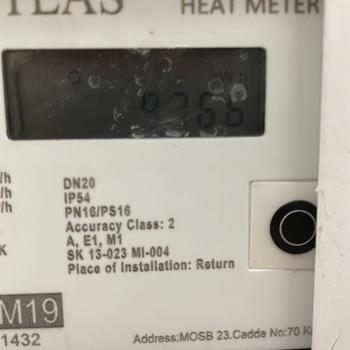 HEAT METER
DN20
IP54
PN16/PS16
Accuracy Class: 2
A, E1, M1
SK 13-023 MI-004
Place of Installation: Return
M19
1432
Address:MOSB 23.Cadde No:70 K